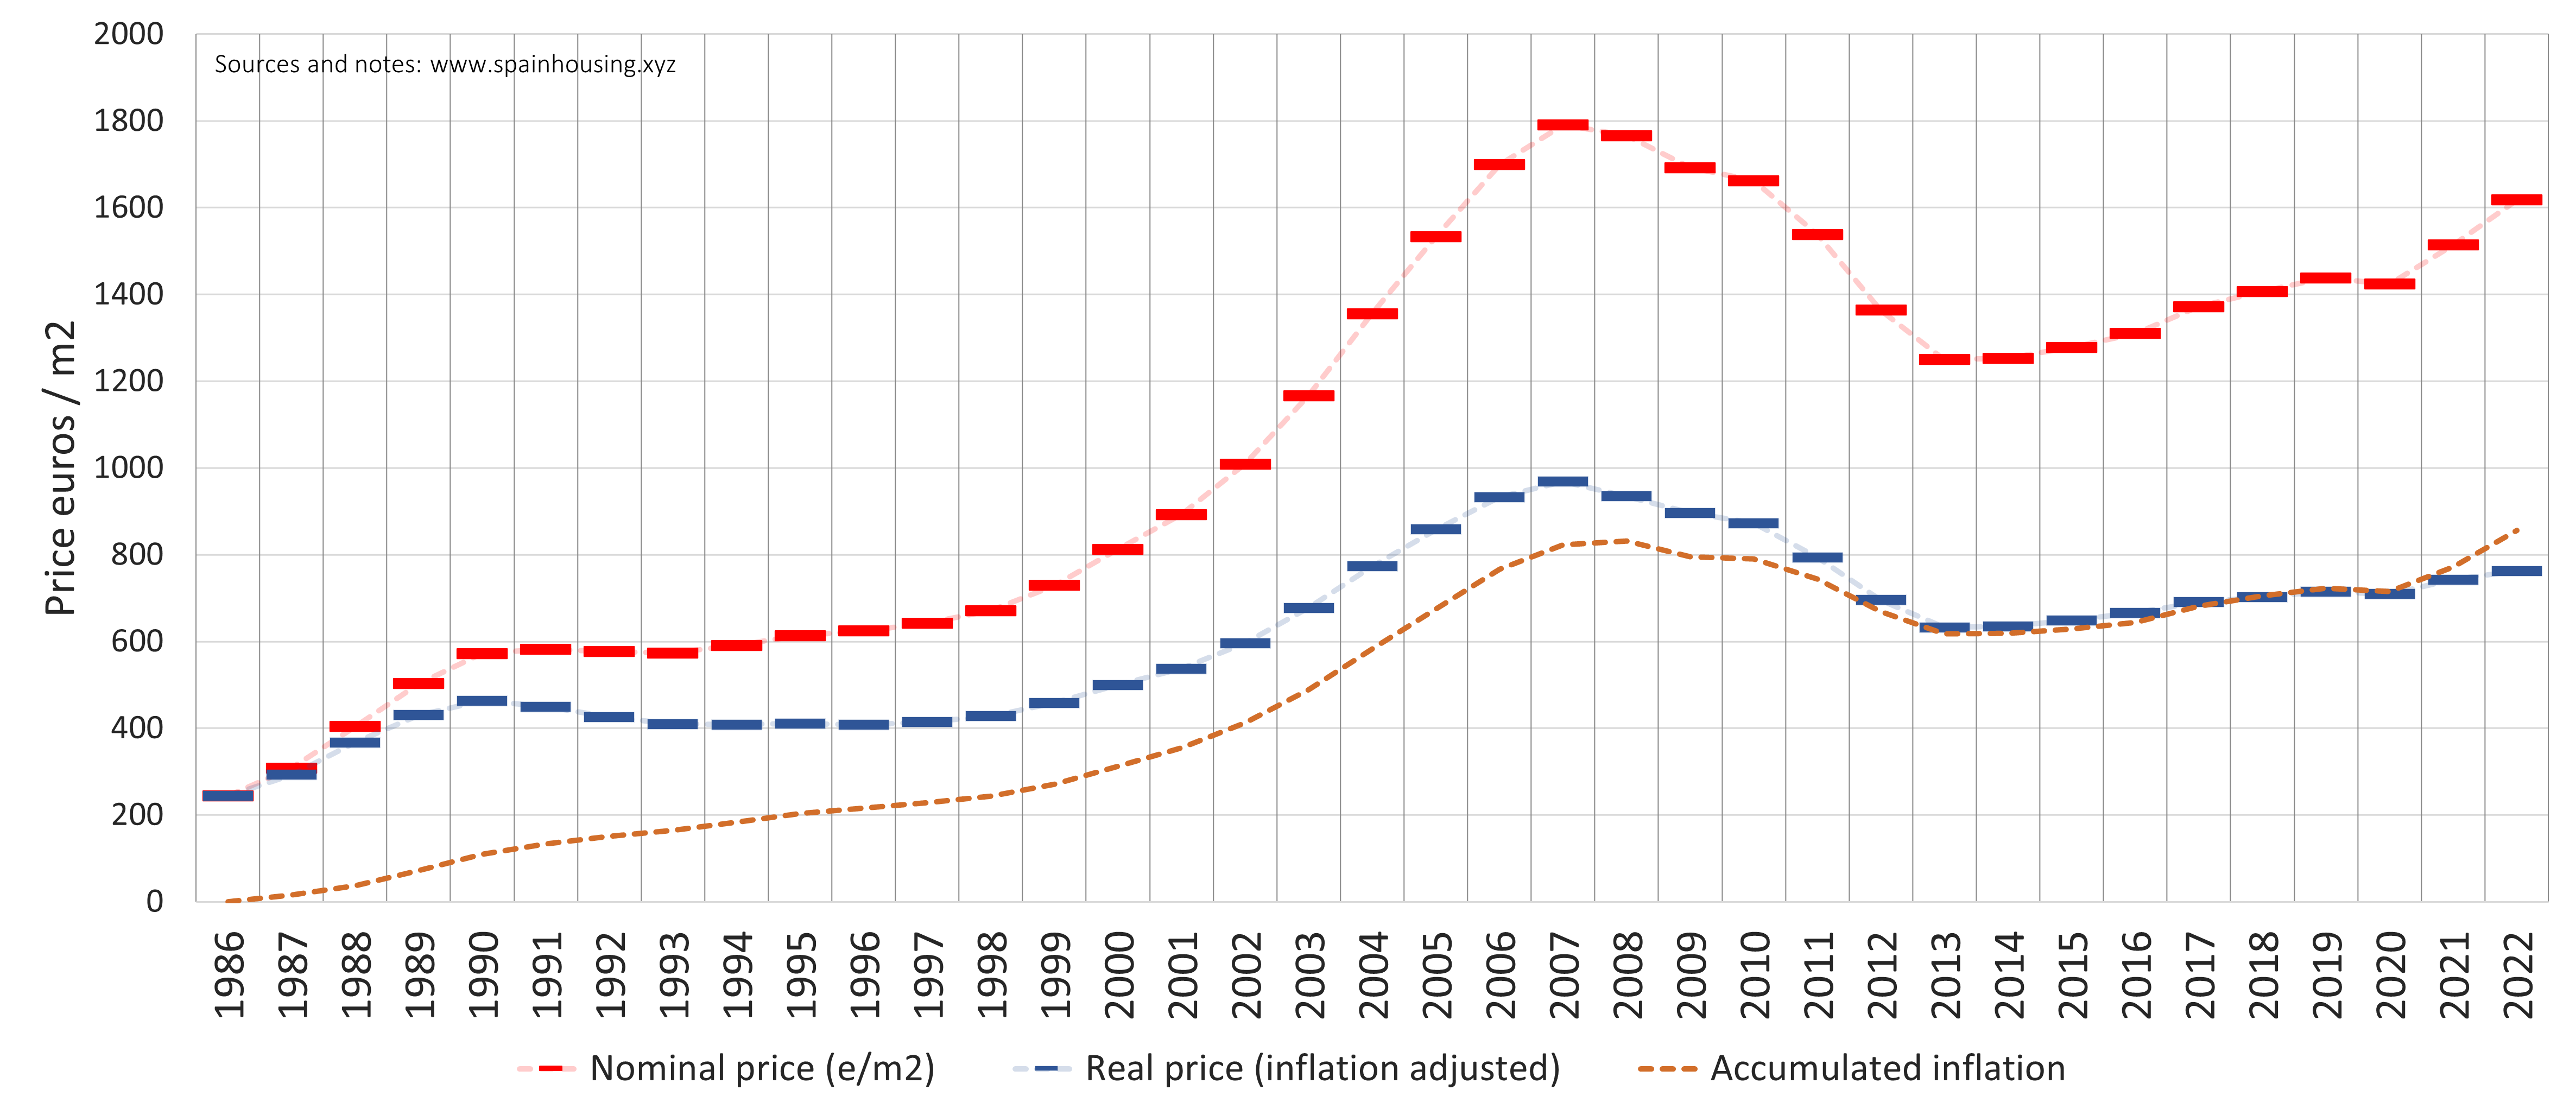 2000
Sources and notes: www.spainhousing.xyz
1800
1600
1400
1200
1000
800
600
400
200
0
Price euros / m2
1986 1987 1988 1989 1990 1991 1992 1993 1994 1995 1996 1997 1998 1999 2000 2001 2002 2003 2004 2005 2006 2007 2008 2009 2010 2011 2012 2013 2014 2015 2016 2017 2018 2019 2020 2021 2022
Nominal price (e/m2) Real price (inflation adjusted) Accumulated inflation